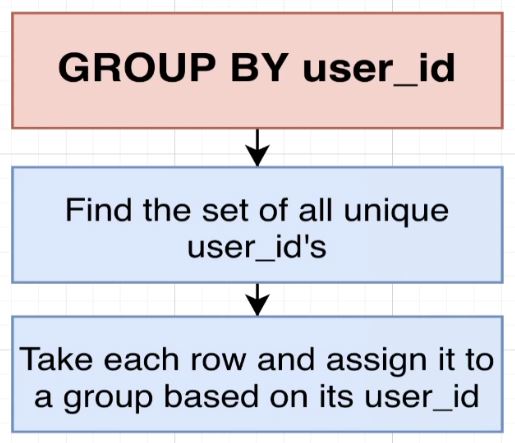 GROUP BY user_id
Find the set of all unique
user_id's
Take each row and assign it to
a group based on its user_id